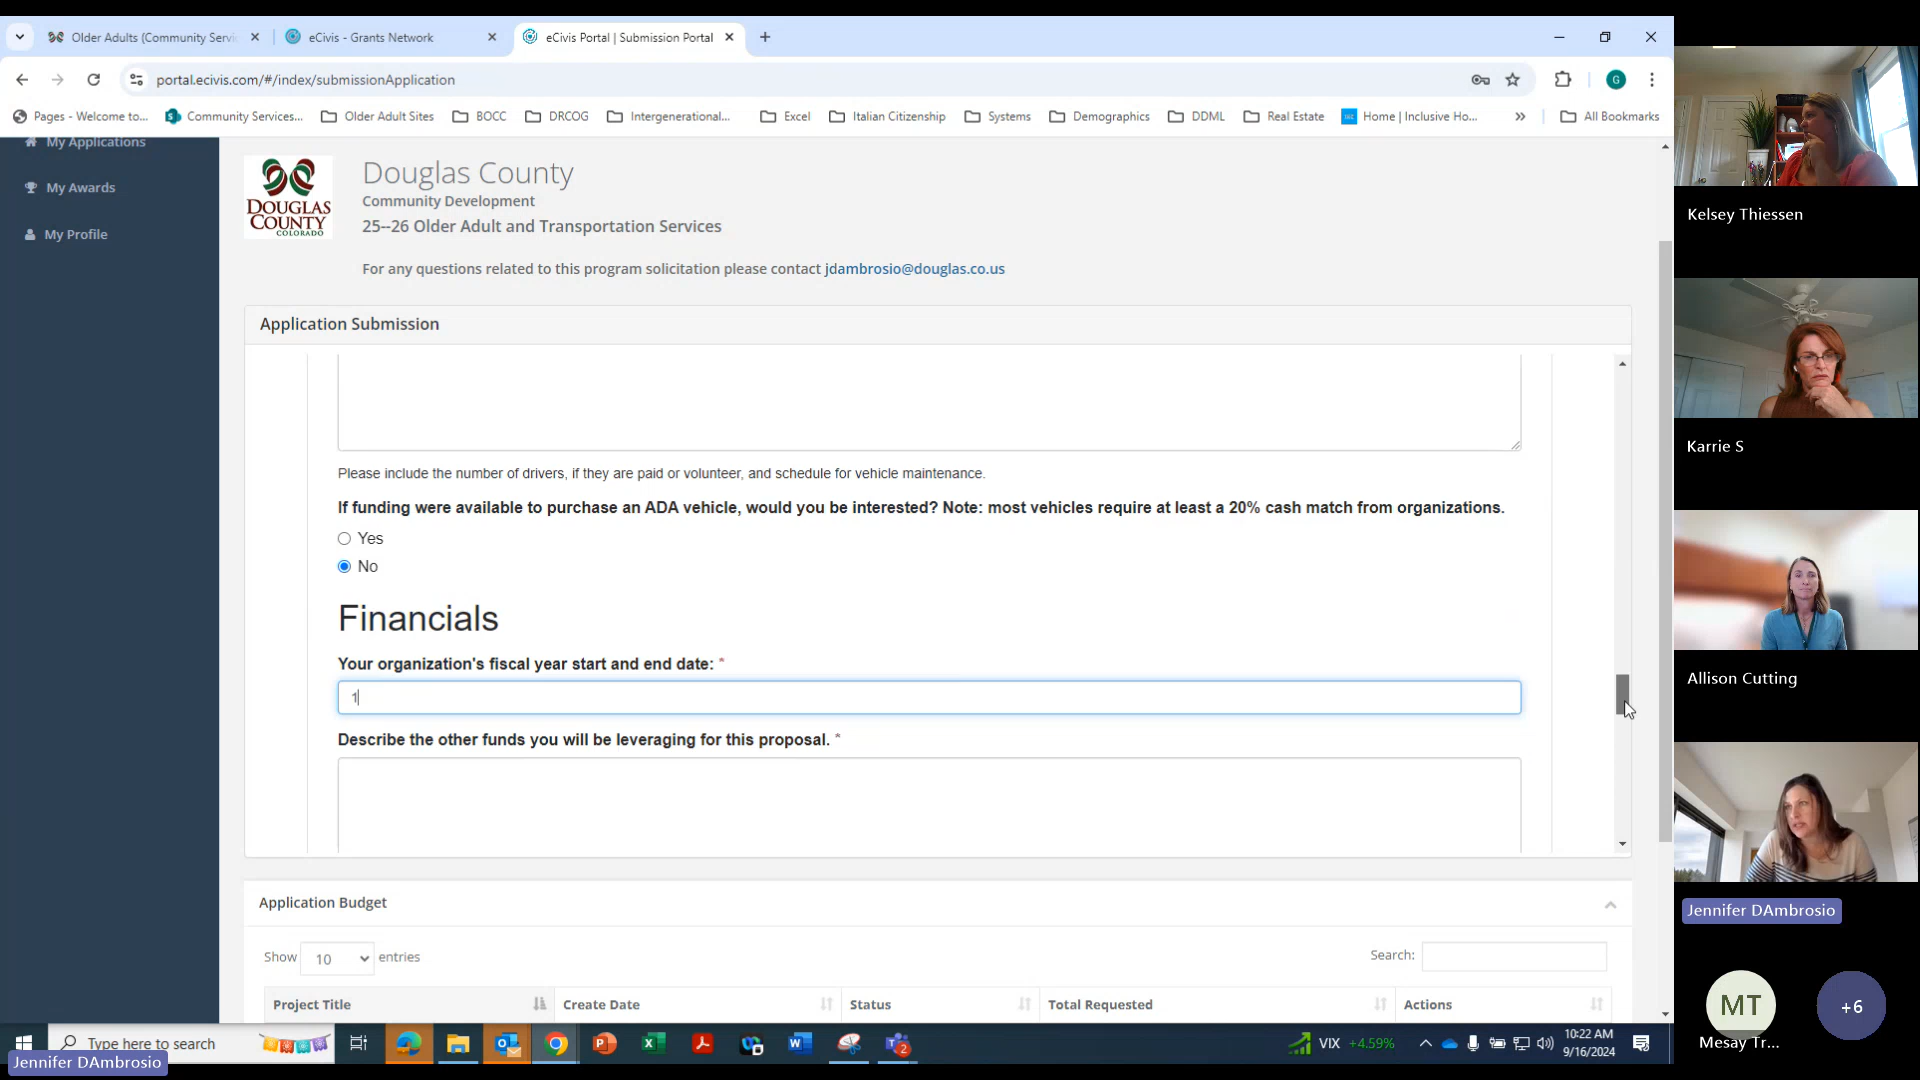 Older Adults (Community Servi
eCivis - Grants Network
eCivis Portal | Submission Portal
portal.ecivis.com/#/index/submissionApplication
G
Pages - Welcome to...
Community Services...
Older Adult Sites
BOCC
DRCOG
Intergenerational...
Excel
Italian Citizenship
Systems
Demographics
DDML
Real Estate
Home | Inclusive Ho...
»
All Bookmarks
My Applications
My Awards
My Profile
DOUGLAS
COUNTY
COLORADO
Douglas County
Community Development
25--26 Older Adult and Transportation Services
For any questions related to this program solicitation please contact jdambrosio@douglas.co.us
Application Submission
Please include the number of drivers, if they are paid or volunteer, and schedule for vehicle maintenance.
If funding were available to purchase an ADA vehicle, would you be interested? Note: most vehicles require at least a 20% cash match from organizations.
Yes
No
Financials
Your organization's fiscal year start and end date: *
1
Describe the other funds you will be leveraging for this proposal. *
Application Budget
Show 10 entries
Search:
Project Title
Create Date
Status
Total Requested
Actions
Type here to search
VIX +4.59%
10:22 AM
9/16/2024
Jennifer DAmbrosio
Kelsey Thiessen
Karrie S
Allison Cutting
Jennifer DAmbrosio
MT
+6
Mesay Tr...